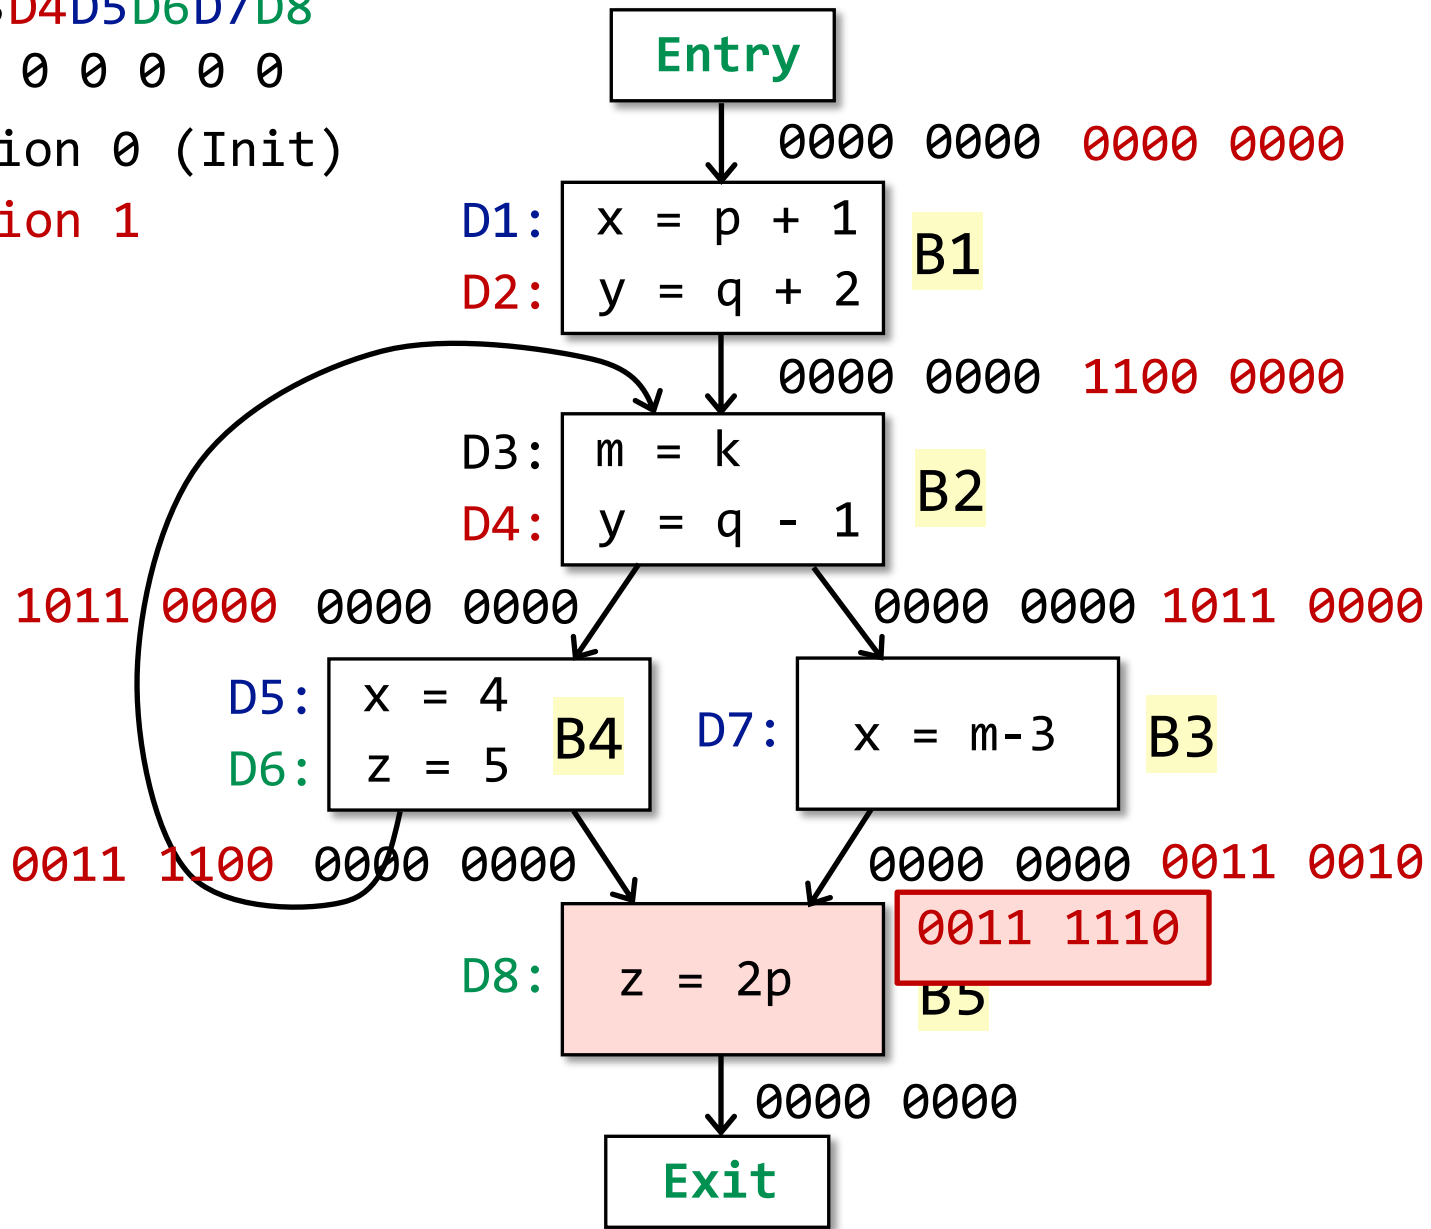 D4D5D6D7D8
0 0 0 0 0
ion 0 (Init)
ion 1
Entry
0000 0000 0000 0000
D1: x = p + 1
D2: y = q + 2
B1
0000 0000 1100 0000
D3: m = k
D4: y = q - 1
B2
1011 0000 0000 0000
0000 0000 1011 0000
D5: x = 4
D6: z = 5
B4
D7: x = m-3
B3
0011 1100 0000 0000
0000 0000 0011 0010
0011 1110
D8: z = 2p
B5
0000 0000
Exit